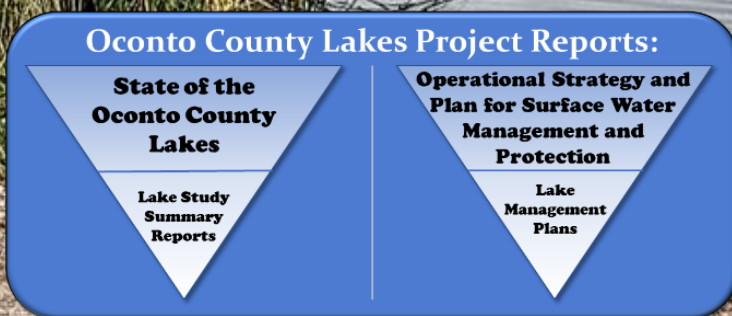 Oconto County Lakes Project Reports:
State of the
Oconto County
Lakes
Lake Study
Summary
Reports
Operational Strategy and
Plan for Surface Water
Management and
Protection
Lake
Management
Plans